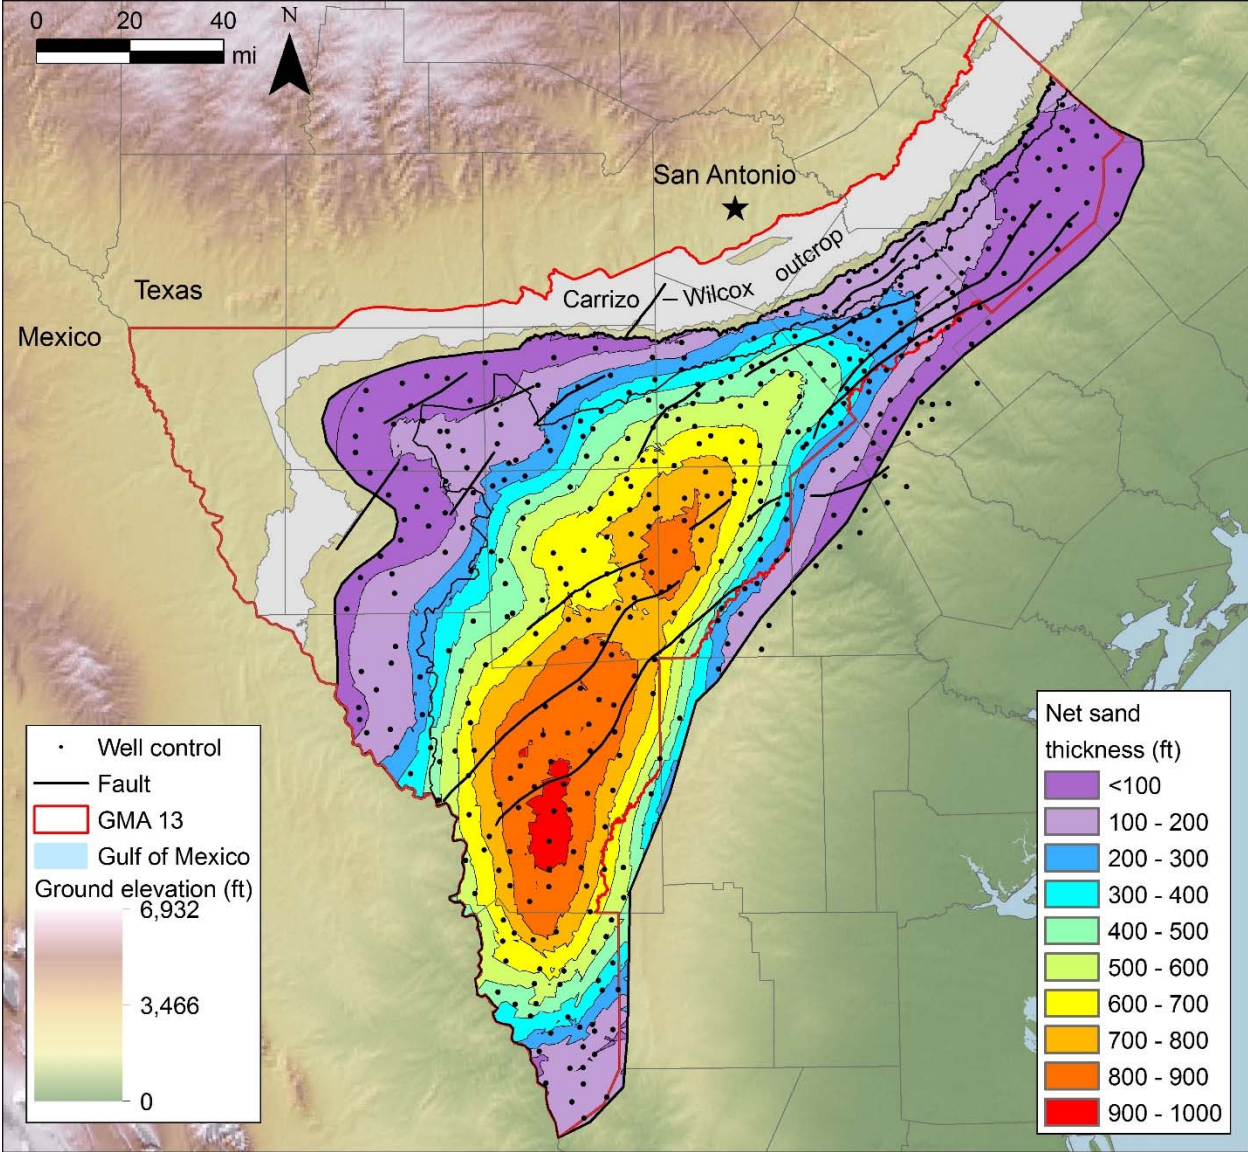 0 20 40
mi
N
San Antonio
Texas
Mexico
Carrizo – Wilcox outcrop
Well control
Fault
GMA 13
Gulf of Mexico
Ground elevation (ft)
6,932
3,466
0
Net sand
thickness (ft)
<100
100 - 200
200 - 300
300 - 400
400 - 500
500 - 600
600 - 700
700 - 800
800 - 900
900 - 1000